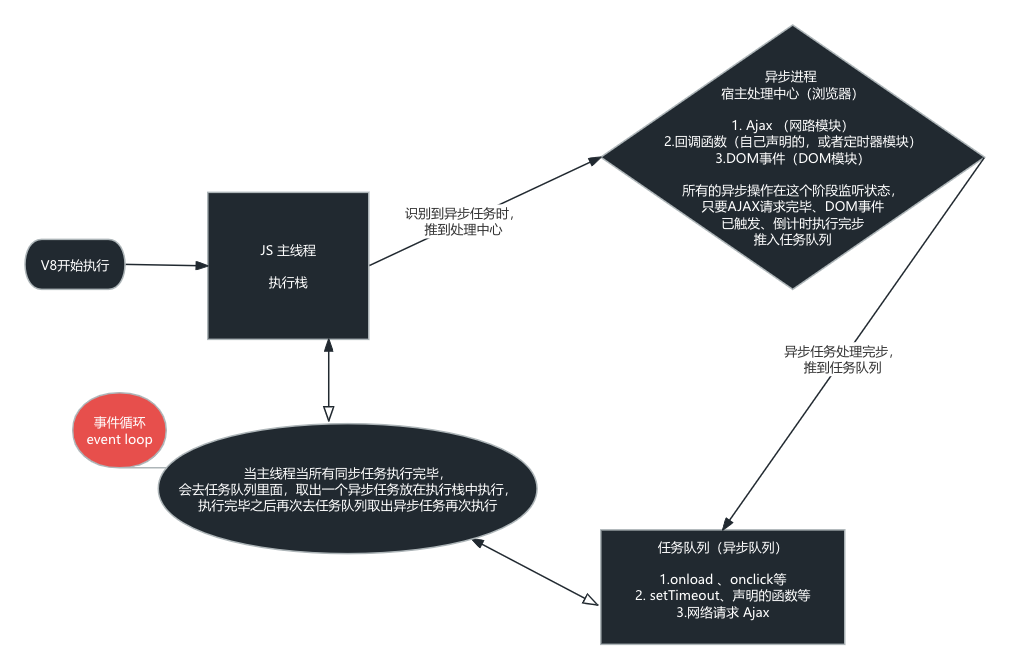 异步进程
宿主处理中心（浏览器）
1. Ajax （网路模块）
2.回调函数（自己声明的，或者定时器模块）
3.DOM事件（DOM模块）
所有的异步操作在这个阶段监听状态，
只要AJAX请求完毕、DOM事件
已触发、倒计时执行完步
推入任务队列
识别到异步任务时，
推到处理中心
JS 主线程
执行栈
V8开始执行
异步任务处理完步，
推到任务队列
事件循环
event loop
当主线程当所有同步任务执行完毕，
会去任务队列里面，取出一个异步任务放在执行栈中执行，
执行完毕之后再次去任务队列取出异步任务再次执行
任务队列（异步队列）
1.onload 、onclick等
2. setTimeout、声明的函数等
3.网络请求 Ajax